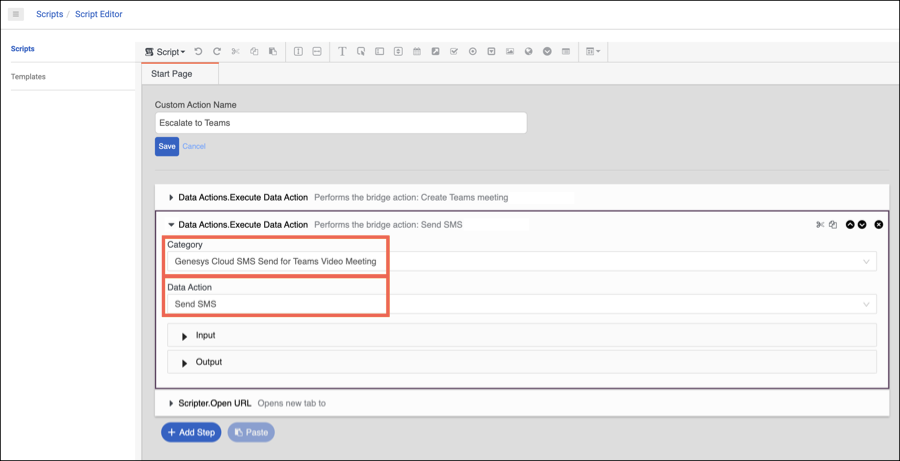 Scripts / Script Editor
Scripts
Templates
Script
T
Start Page
Custom Action Name
Escalate to Teams
Save Cancel
Data Actions.Execute Data Action Performs the bridge action: Create Teams meeting
Data Actions.Execute Data Action Performs the bridge action: Send SMS
Category
Genesys Cloud SMS Send for Teams Video Meeting
Data Action
Send SMS
Input
Output
Scripter.Open URL Opens new tab to
+ Add Step Paste